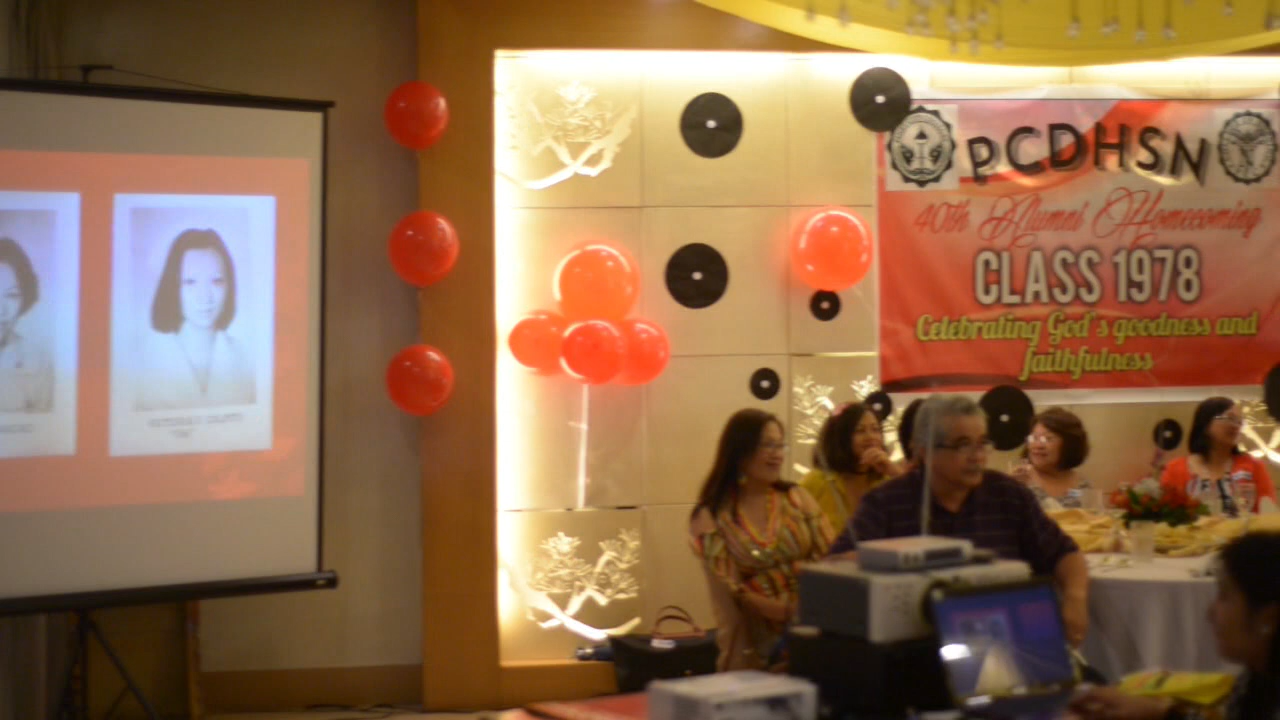 PCDHSN
40th Alumni Homecoming
CLASS 1978
Celebrating God's goodness and
faithfulness